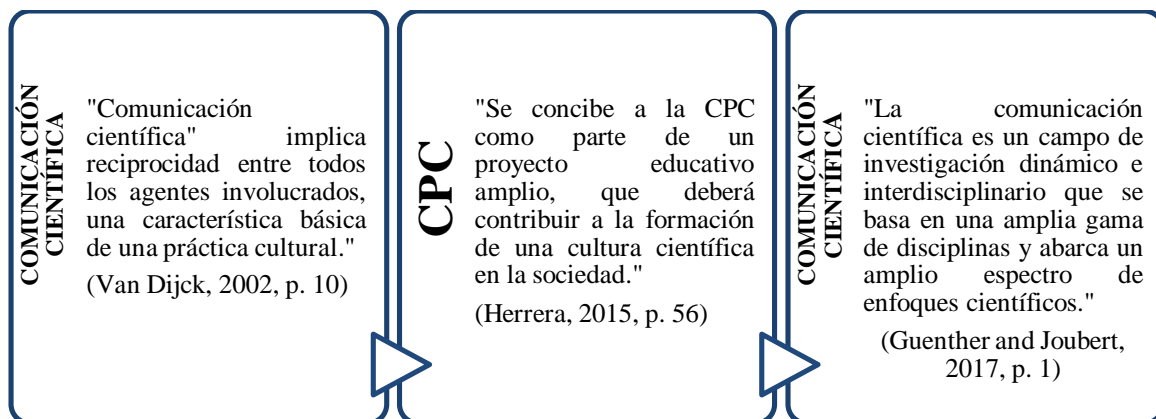 COMUNICACIÓN
CIENTÍFICA
"Comunicación
científica" implica
reciprocidad entre todos
los agentes involucrados,
una característica básica
de una práctica cultural."
(Van Dijck, 2002, p. 10)
CPC
"Se concibe a la CPC
como parte de un
proyecto educativo
amplio, que deberá
contribuir a la formación
de una cultura científica
en la sociedad."
(Herrera, 2015, p. 56)
COMUNICACIÓN
CIENTÍFICA
"La comunicación
científica es un campo de
investigación dinámico e
interdisciplinario que se
basa en una amplia gama
de disciplinas y abarca un
amplio espectro de
enfoques científicos."
(Guenther and Joubert,
2017, p. 1)